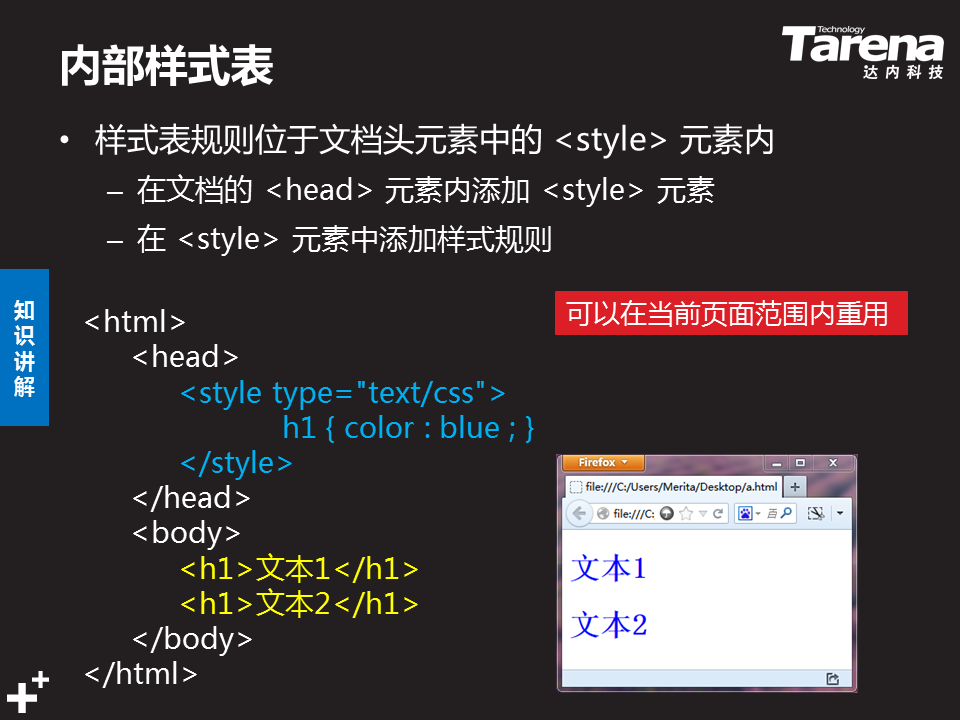 内部样式表
Technology
Tarena
达内科技
• 样式表规则位于文档头元素中的 <style> 元素内
– 在文档的 <head> 元素内添加 <style> 元素
– 在 <style> 元素中添加样式规则
知识讲解
可以在当前页面范围内重用
<html>
<head>
<style type="text/css">
h1 { color : blue ; }
</style>
</head>
<body>
<h1>文本1</h1>
<h1>文本2</h1>
</body>
</html>
Firefox
file:///C:/Users/Merita/Desktop/a.html
file:///C:
百
文本1
文本2